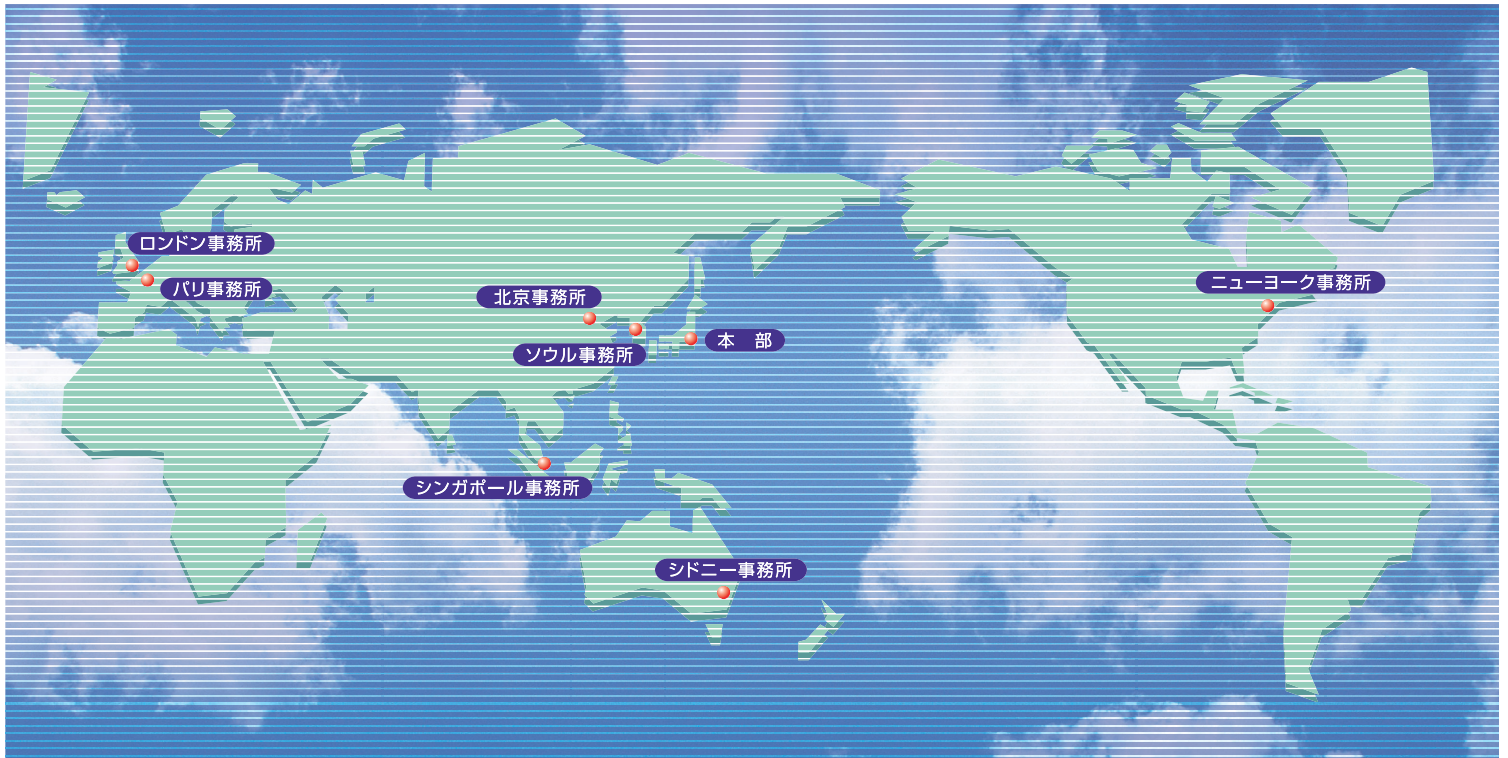 ロンドン事務所
パリ事務所
ニューヨーク事務所
北京事務所
本　部
ソウル事務所
シンガポール事務所
シドニー事務所